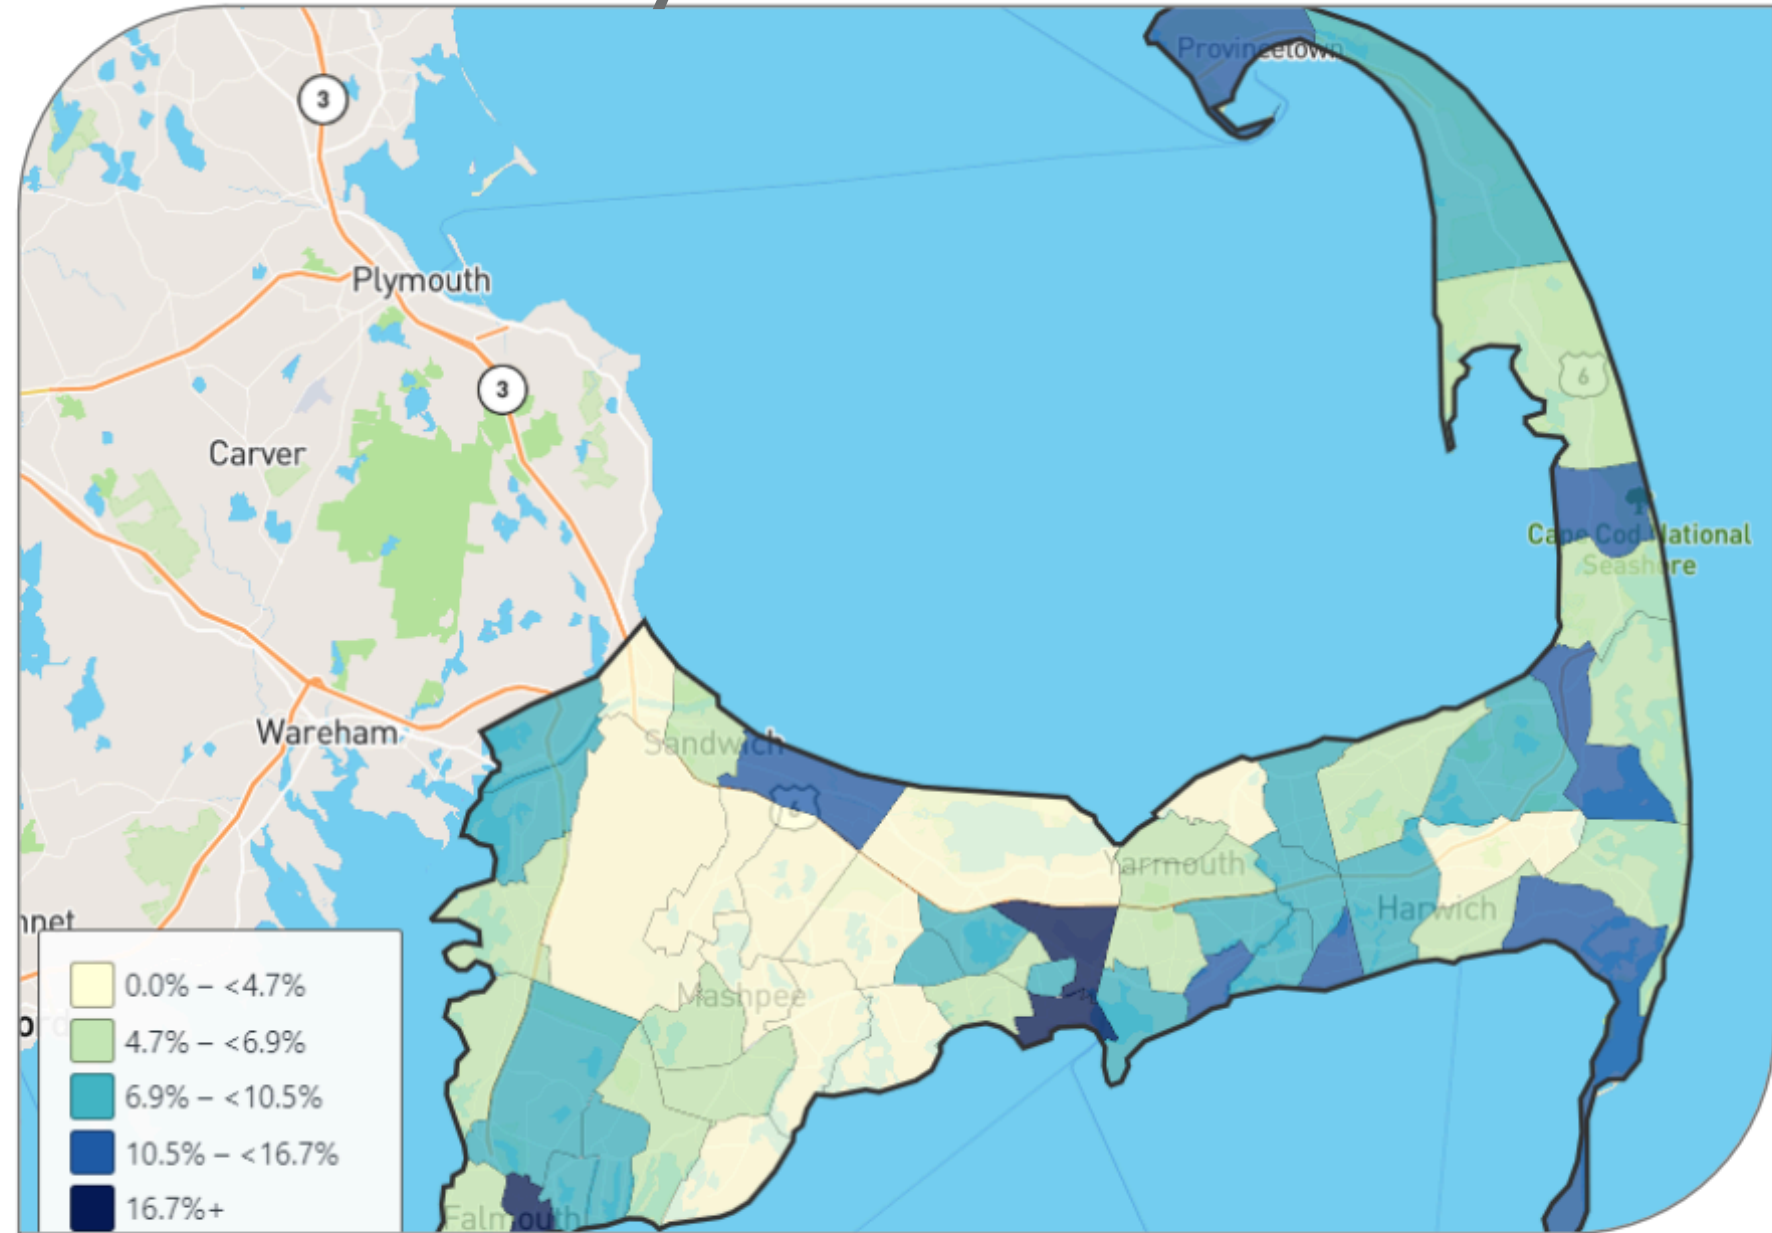 Provincetown
3
Plymouth
3
6
Carver
Cape Cod National
Seashore
Wareham
Sandwich
6
Yarmouth
Harwich
Mashpee
0.0% – <4.7%
4.7% – <6.9%
6.9% – <10.5%
10.5% – <16.7%
16.7%+
Falmouth